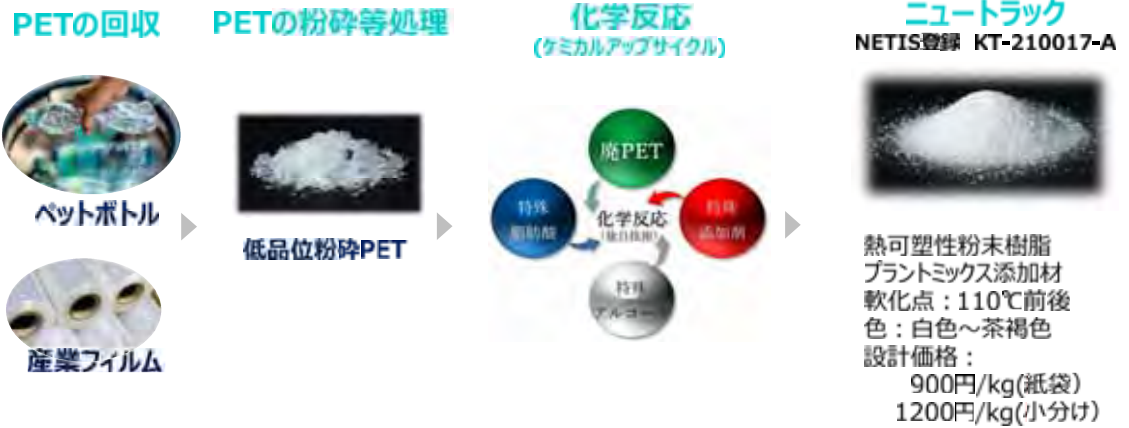 PETの回収
ペットボトル
産業フィルム
PETの粉砕等処理
低品位粉砕PET
化学反応
(ケミカルアップサイクル)
廃PET
特殊
脂肪酸
化学反応
(独自技術)
特殊
添加剤
特殊
アルコール
ニュートラック
NETIS登録 KT-210017-A
熱可塑性粉末樹脂
プラントミックス添加材
軟化点：110℃前後
色：白色～茶褐色
設計価格：
900円/kg(紙袋)
1200円/kg(小分け)